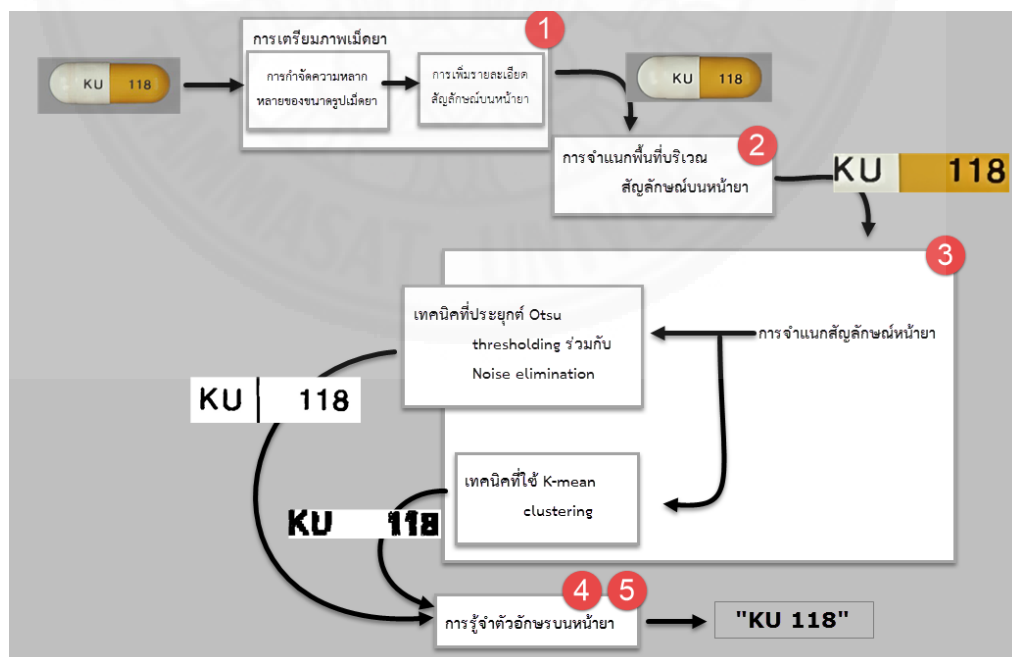 1
การเตรียมภาพเม็ดยา
KU 118
การกำจัดความหลาก
หลายของขนาดรูปเม็ดยา
การเพิ่มรายละเอียด
สัญลักษณ์บนหน้ายา
KU 118
2
การจำแนกพื้นที่บริเวณ
สัญลักษณ์บนหน้ายา
KU 118
3
เทคนิคที่ประยุกต์ Otsu
thresholding ร่วมกับ
Noise elimination
การจำแนกสัญลักษณ์หน้ายา
KU 118
เทคนิคที่ใช้ K-mean
clustering
KU 118
4 5
การรู้จำตัวอักษรบนหน้ายา
"KU 118"
THAMMASAT UNIVERSITY